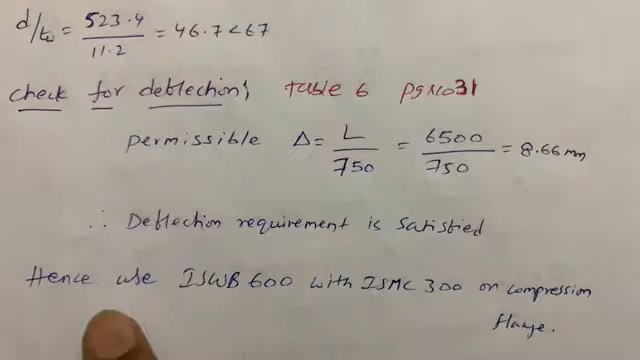 d/tw = 523.4 / 11.2 = 46.7 < 67
check for deflection; Table 6 pg NO 31
permissible Δ = L / 750 = 6500 / 750 = 8.66 mm
∴ Deflection requirement is satisfied
Hence use ISWB 600 with ISMC 300 on compression
flange.